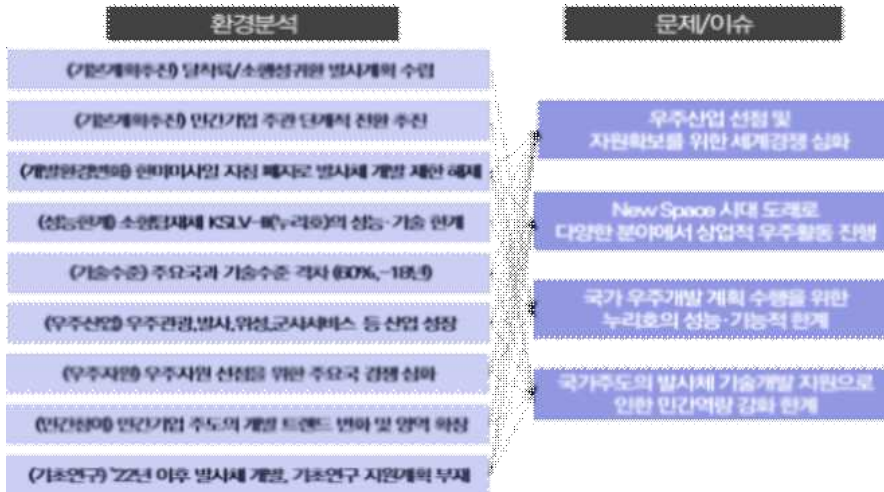 환경분석
(기본계획추진) 달착륙/소행성귀환 발사계획 수립
(기본계획추진) 민간기업 주관 단계적 전환 추진
(개발환경변화) 한미미사일 지침 폐지로 발사체 개발 제한 해제
(성능한계) 소형탑재체 KSLV-II(누리호)의 성능·기술 한계
(기술수준) 주요국과 기술수준 격차 (60%, -18년)
(우주산업) 우주관광,발사,위성,군사서비스 등 산업 성장
(우주자원) 우주자원 선점을 위한 주요국 경쟁 심화
(민간참여) 민간기업 주도의 개발 트렌드 변화 및 영역 확장
(기초연구) '22년 이후 발사체 개발, 기초연구 지원계획 부재
문제/이슈
우주산업 선점 및
자원확보를 위한 세계경쟁 심화
New Space 시대 도래로
다양한 분야에서 상업적 우주활동 진행
국가 우주개발 계획 수행을 위한
누리호의 성능·기능적 한계
국가주도의 발사체 기술개발 지원으로
인한 민간역량 강화 한계